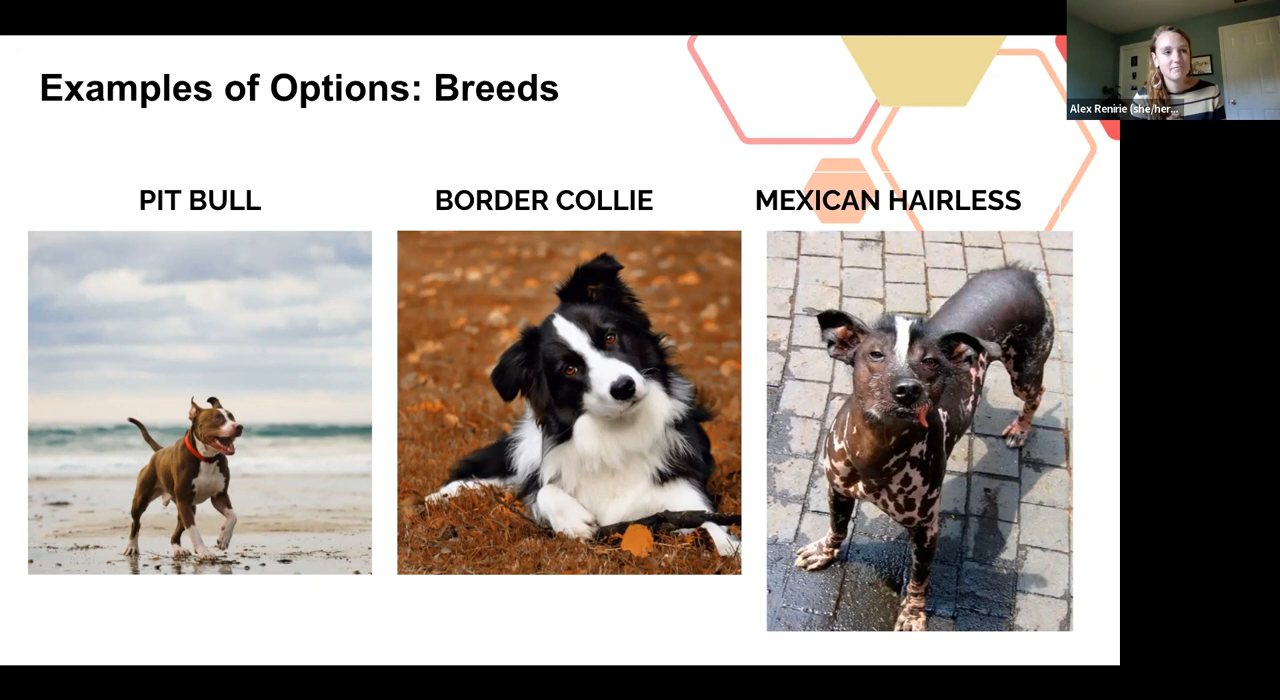 Examples of Options: Breeds
PIT BULL
BORDER COLLIE
MEXICAN HAIRLESS
Alex Renirie (she/her...